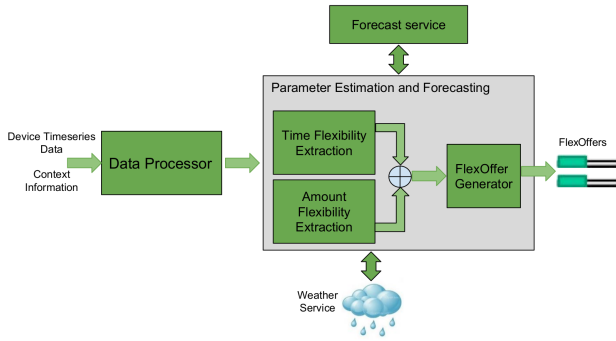 Forecast service
Parameter Estimation and Forecasting
Device Timeseries
Data
Context
Information
Data Processor
Time Flexibility
Extraction
Amount
Flexibility
Extraction
FlexOffer
Generator
FlexOffers
Weather
Service